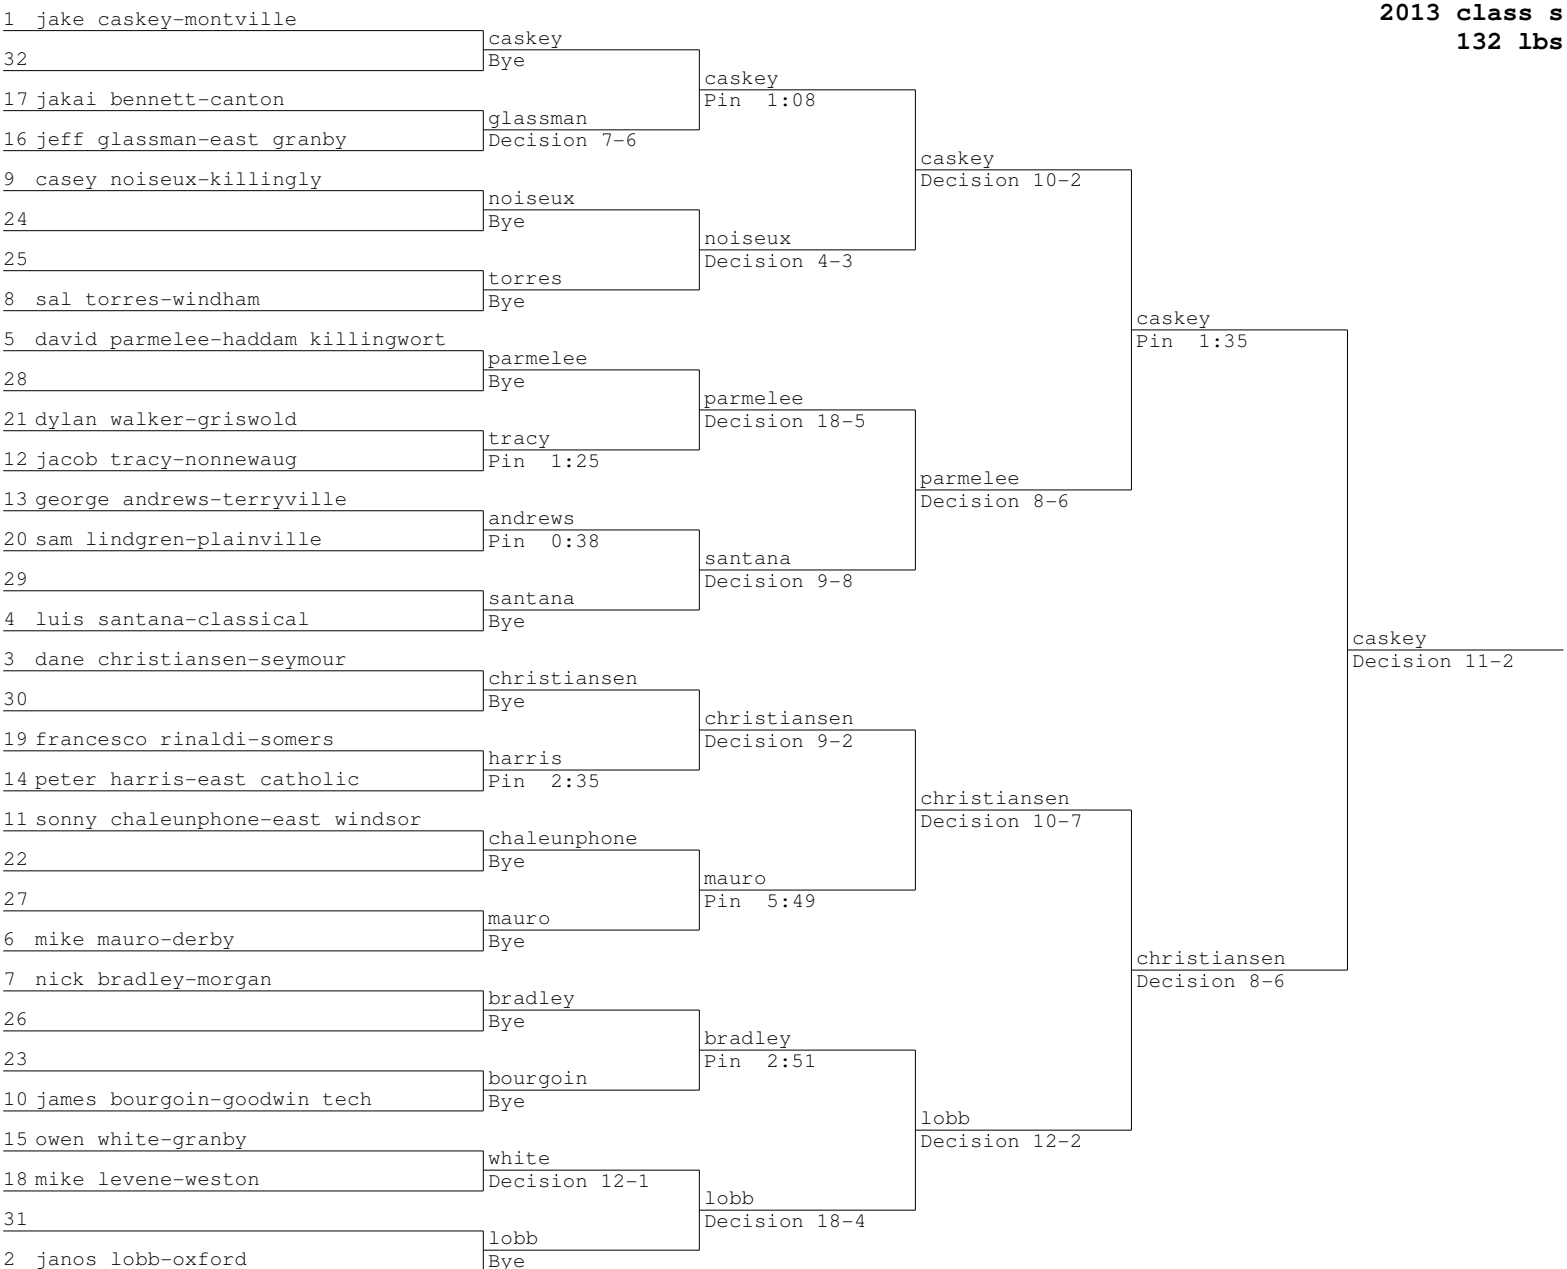 2013 class s
132 lbs
1 jake caskey-montville
32
17 jakai bennett-canton
16 jeff glassman-east granby
9 casey noiseux-killingly
24
25
8 sal torres-windham
5 david parmelee-haddam killingwort
28
21 dylan walker-griswold
12 jacob tracy-nonnewaug
13 george andrews-terryville
20 sam lindgren-plainville
29
4 luis santana-classical
3 dane christiansen-seymour
30
19 francesco rinaldi-somers
14 peter harris-east catholic
11 sonny chaleunphone-east windsor
22
27
6 mike mauro-derby
7 nick bradley-morgan
26
23
10 james bourgoin-goodwin tech
15 owen white-granby
18 mike levene-weston
31
2 janos lobb-oxford
caskey
Bye
glassman
Decision 7-6
noiseux
Bye
torres
Bye
parmelee
Bye
tracy
Pin 1:25
andrews
Pin 0:38
santana
Bye
christiansen
Bye
harris
Pin 2:35
chaleunphone
Bye
mauro
Bye
bradley
Bye
bourgoin
Bye
white
Decision 12-1
lobb
Bye
caskey
Pin 1:08
noiseux
Decision 4-3
parmelee
Decision 18-5
santana
Decision 9-8
christiansen
Decision 9-2
mauro
Pin 5:49
bradley
Pin 2:51
lobb
Decision 18-4
caskey
Decision 10-2
parmelee
Decision 8-6
christiansen
Decision 10-7
lobb
Decision 12-2
caskey
Pin 1:35
christiansen
Decision 8-6
caskey
Decision 11-2